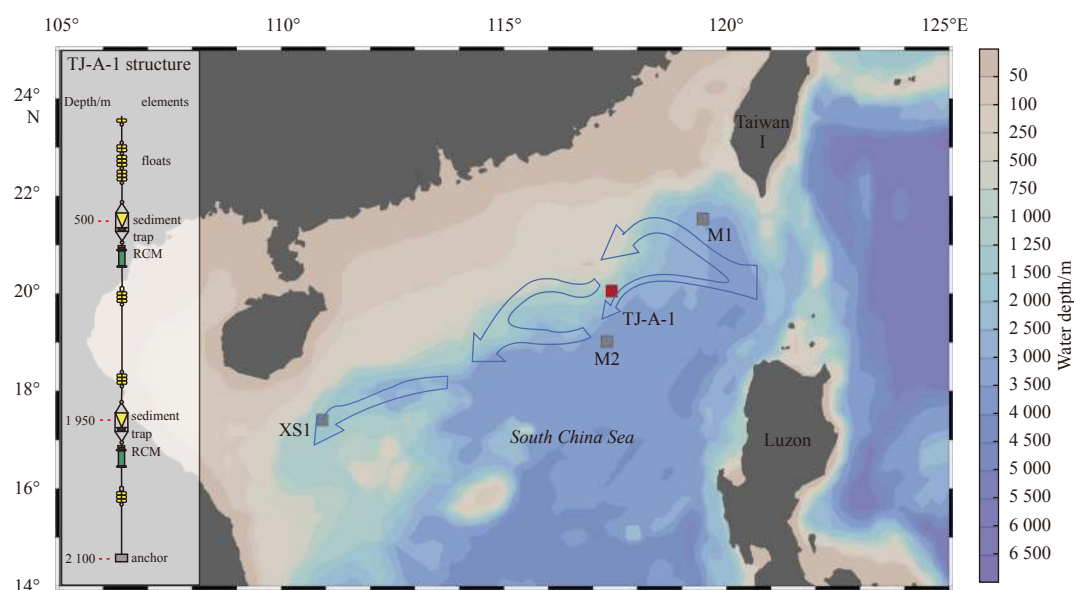 105° 110° 115° 120° 125°E
TJ-A-1 structure
Depth/m elements
floats
500 sediment
trap
RCM
1 950 sediment
trap
RCM
2 100 anchor
24°
N
22°
20°
18°
16°
14°
Taiwan
I
M1
TJ-A-1
M2
XS1
South China Sea
Luzon
50
100
250
500
750
1 000
1 250
1 500
2 000
2 500
3 000
3 500
4 000
4 500
5 000
5 500
6 000
6 500
Water depth/m